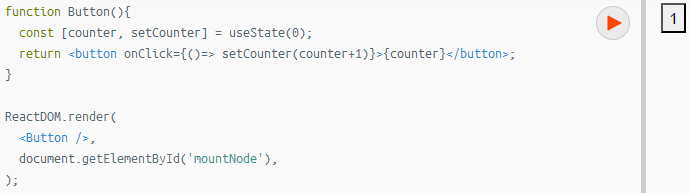 function Button(){
  const [counter, setCounter] = useState(0);
  return <button onClick={()=> setCounter(counter+1)}>{counter}</button>;
}
ReactDOM.render(
  <Button />,
  document.getElementById('mountNode'),
);
1